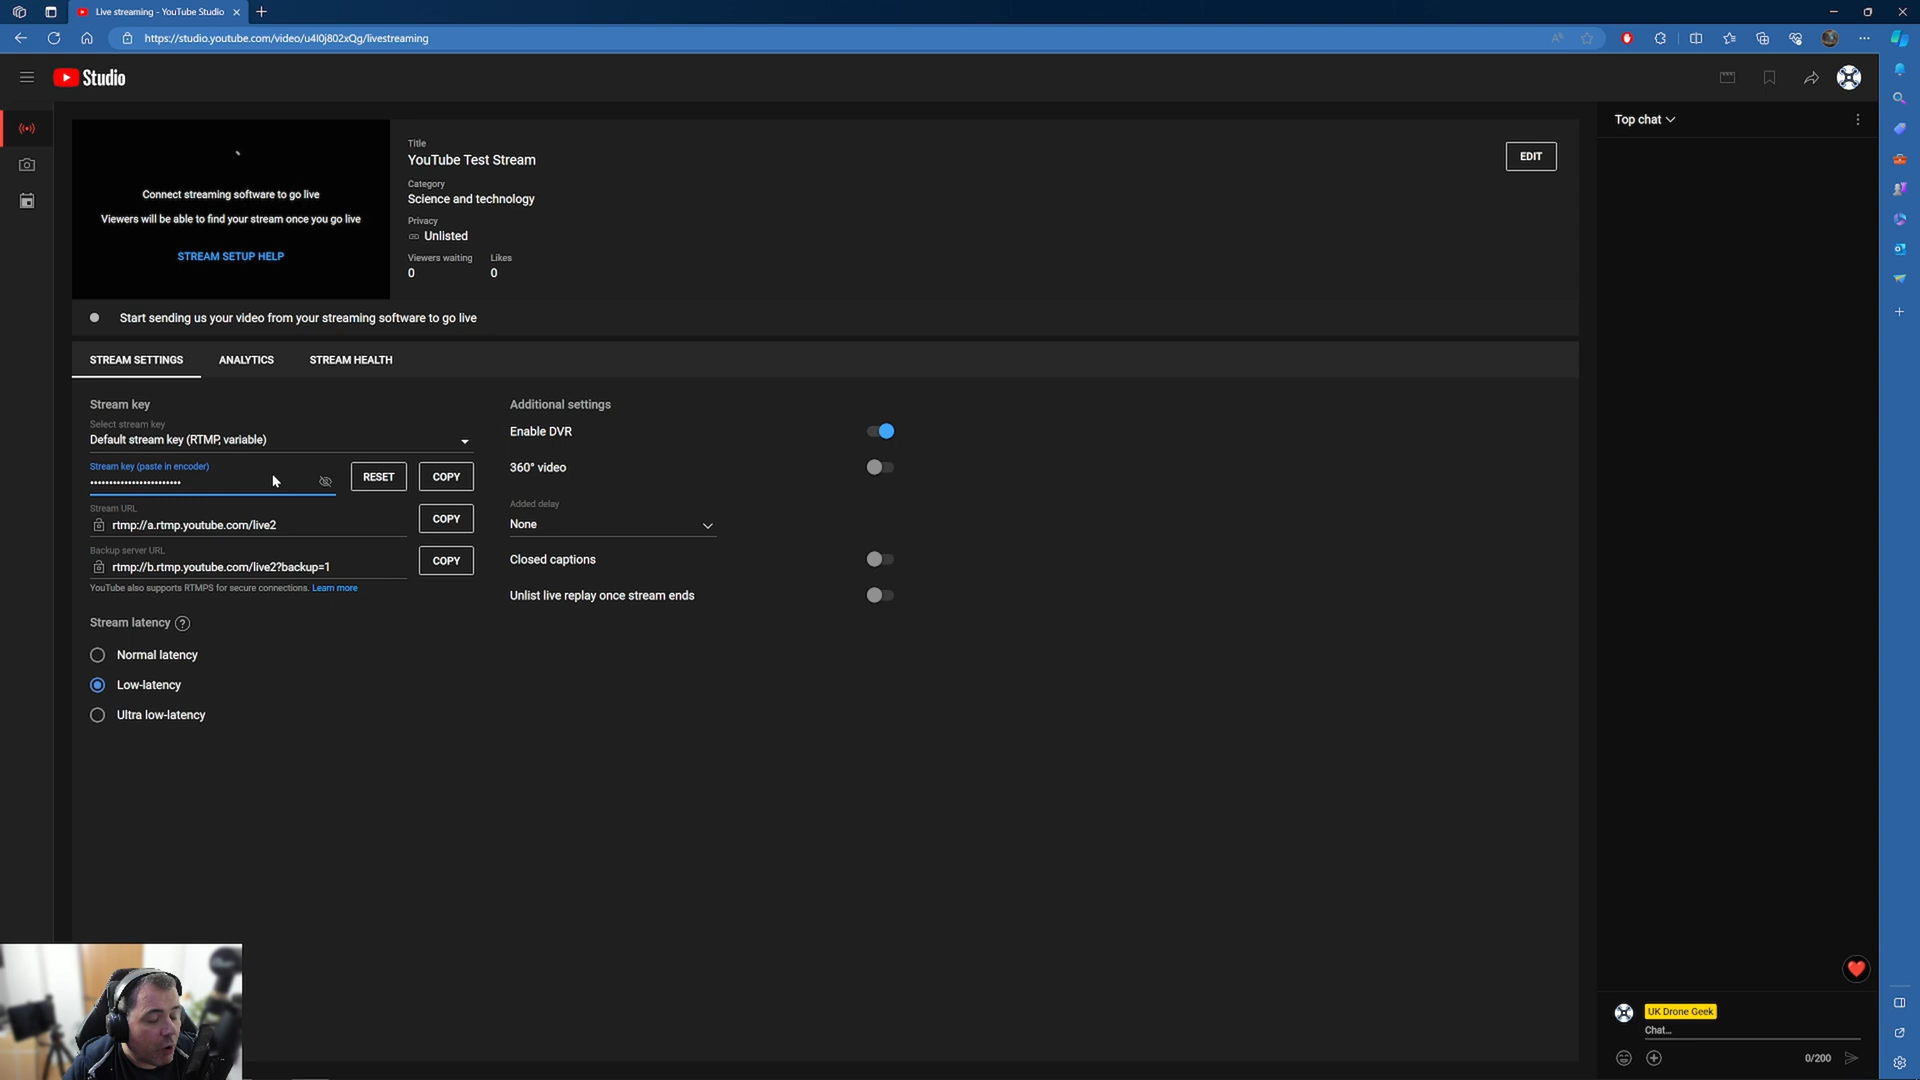 Live streaming - YouTube Studio
https://studio.youtube.com/video/u4l0j802xQg/livestreaming
Studio
Connect streaming software to go live
Viewers will be able to find your stream once you go live
STREAM SETUP HELP
Title
YouTube Test Stream
Category
Science and technology
Privacy
Unlisted
Viewers waiting Likes
0 0
EDIT
Top chat
Start sending us your video from your streaming software to go live
STREAM SETTINGS ANALYTICS STREAM HEALTH
Stream key
Select stream key
Default stream key (RTMP, variable)
Stream key (paste in encoder)
•••••••••••••••••••••••• RESET COPY
Stream URL
rtmp://a.rtmp.youtube.com/live2 COPY
Backup server URL
rtmp://b.rtmp.youtube.com/live2?backup=1 COPY
YouTube also supports RTMPS for secure connections. Learn more
Stream latency ?
Normal latency
Low-latency
Ultra low-latency
Additional settings
Enable DVR
360° video
Added delay
None
Closed captions
Unlist live replay once stream ends
UK Drone Geek
Chat...
0/200